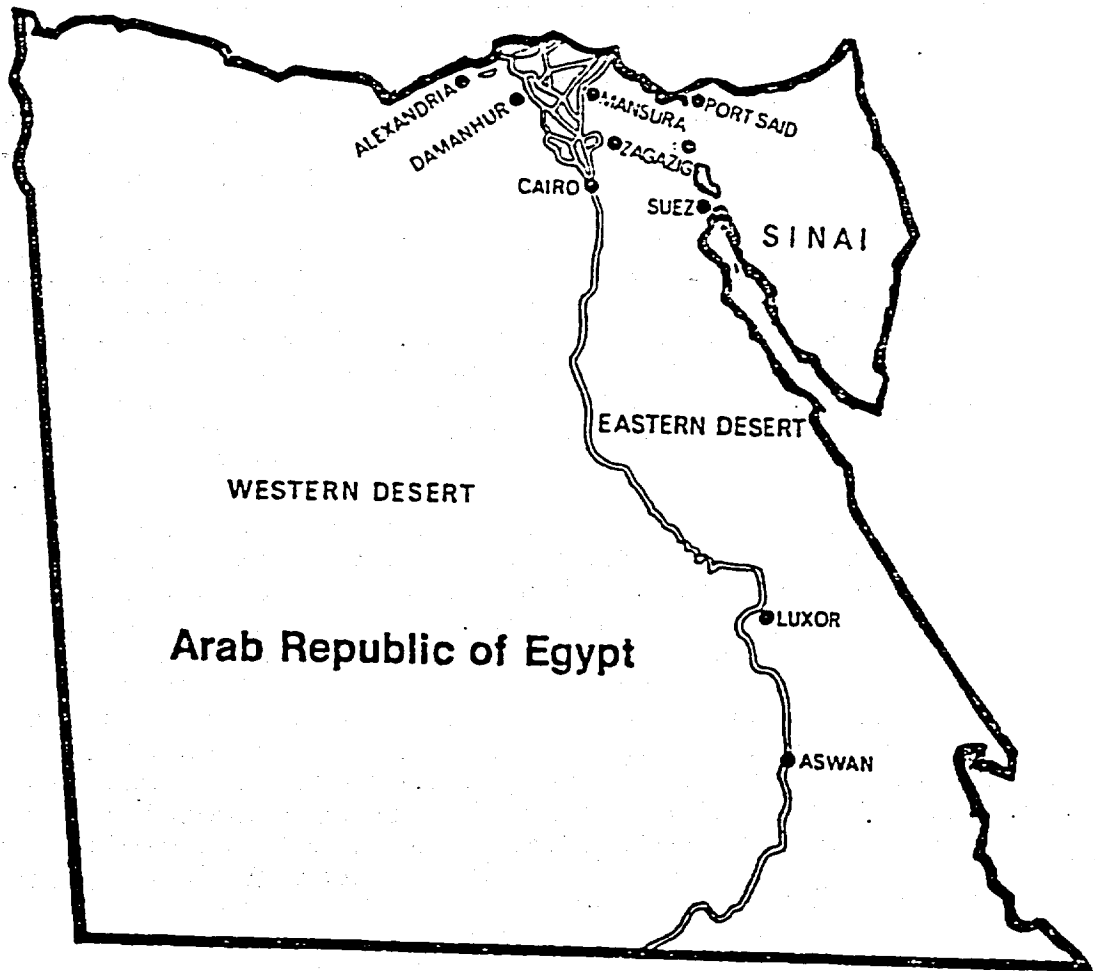 ALEXANDRIA
DAMANHUR
MANSURA
PORT SAID
ZAGAZIG
CAIRO
SUEZ
SINAI
EASTERN DESERT
WESTERN DESERT
LUXOR
Arab Republic of Egypt
ASWAN